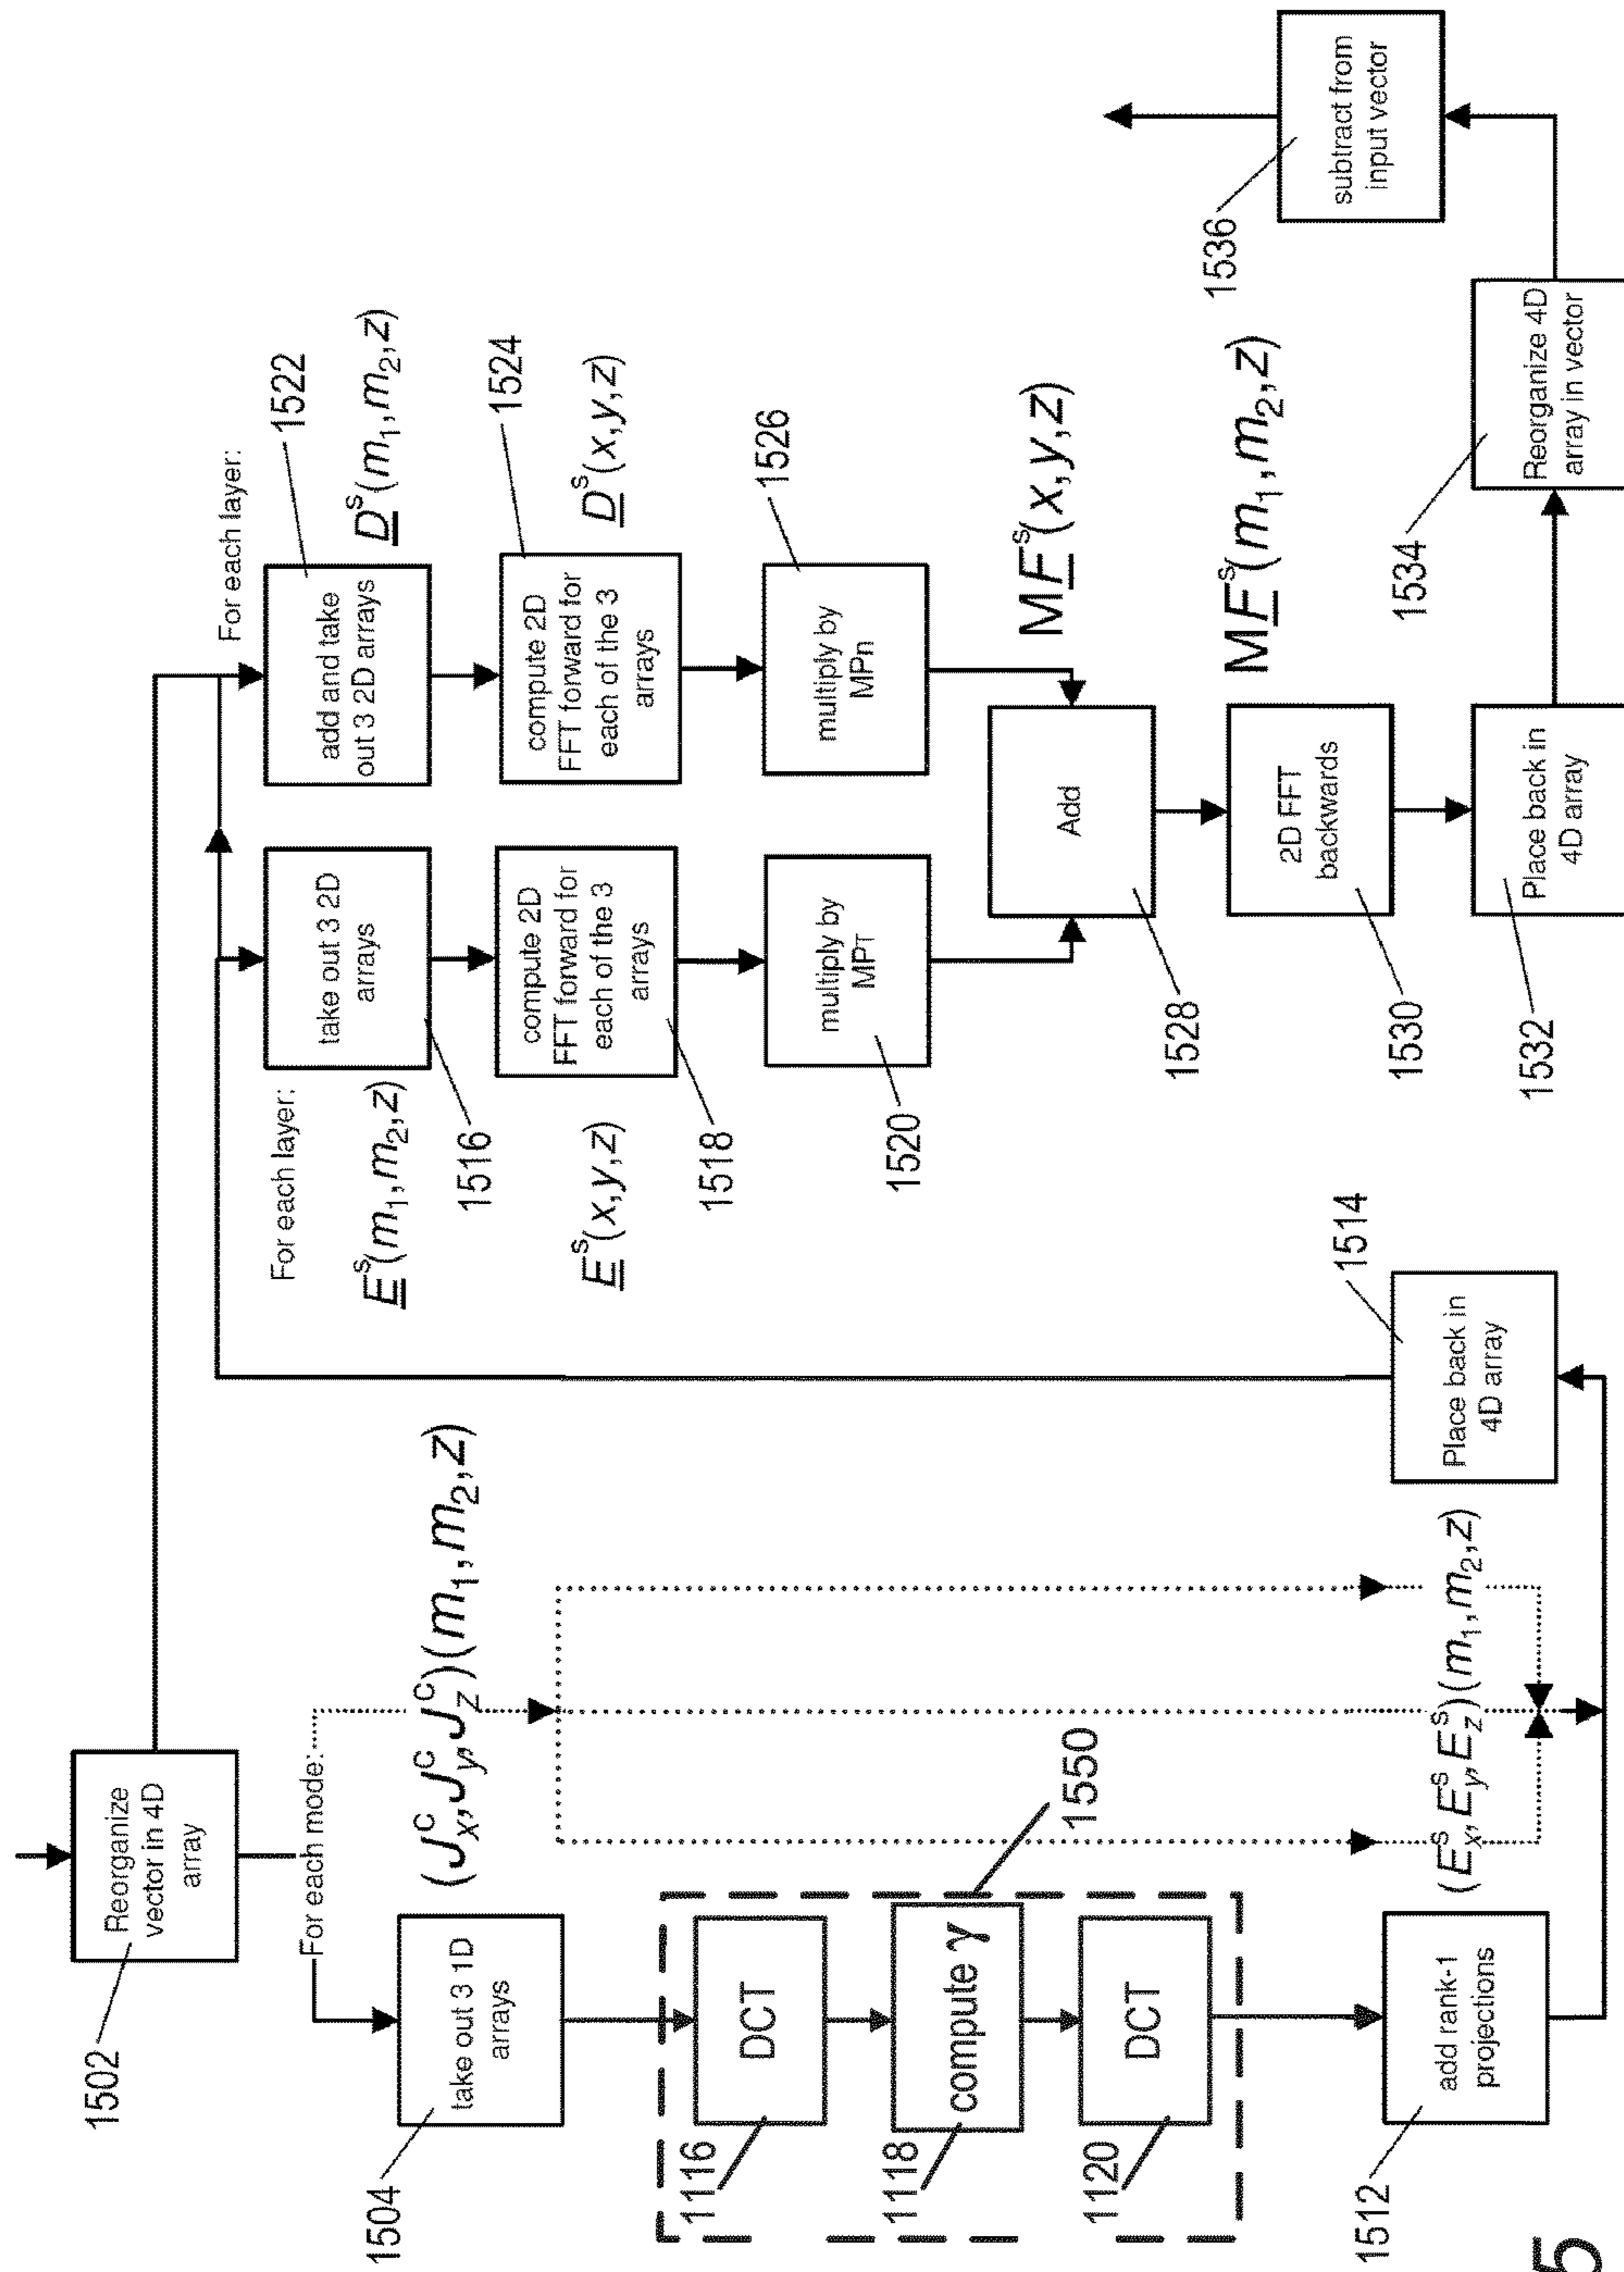 1502
Reorganize
vector in 4D
array
For each mode:
1504
take out 3 1D
arrays
(J_x^C, J_y^C, J_z^C)(m_1, m_2, z)
1116
DCT
1118
compute γ
1120
DCT
1550
1512
add rank-1
projections
(E_x^S, E_y^S, E_z^S)(m_1, m_2, z)
1514
Place back in
4D array
For each layer:
E^S(m_1, m_2, z)
take out 3 2D
arrays
1516
E^S(x,y,z)
compute 2D
FFT forward for
each of the 3
arrays
1518
multiply by
MPT
1520
For each layer:
1522
add and take
out 3 2D arrays
D^S(m_1, m_2, z)
1524
compute 2D
FFT forward for
each of the 3
arrays
D^S(x,y,z)
multiply by
MPn
1526
MF^S(x,y,z)
Add
1528
MF^S(m_1, m_2, z)
2D FFT
backwards
1530
Place back in
4D array
1532
Reorganize 4D
array in vector
1534
subtract from
input vector
1536
5